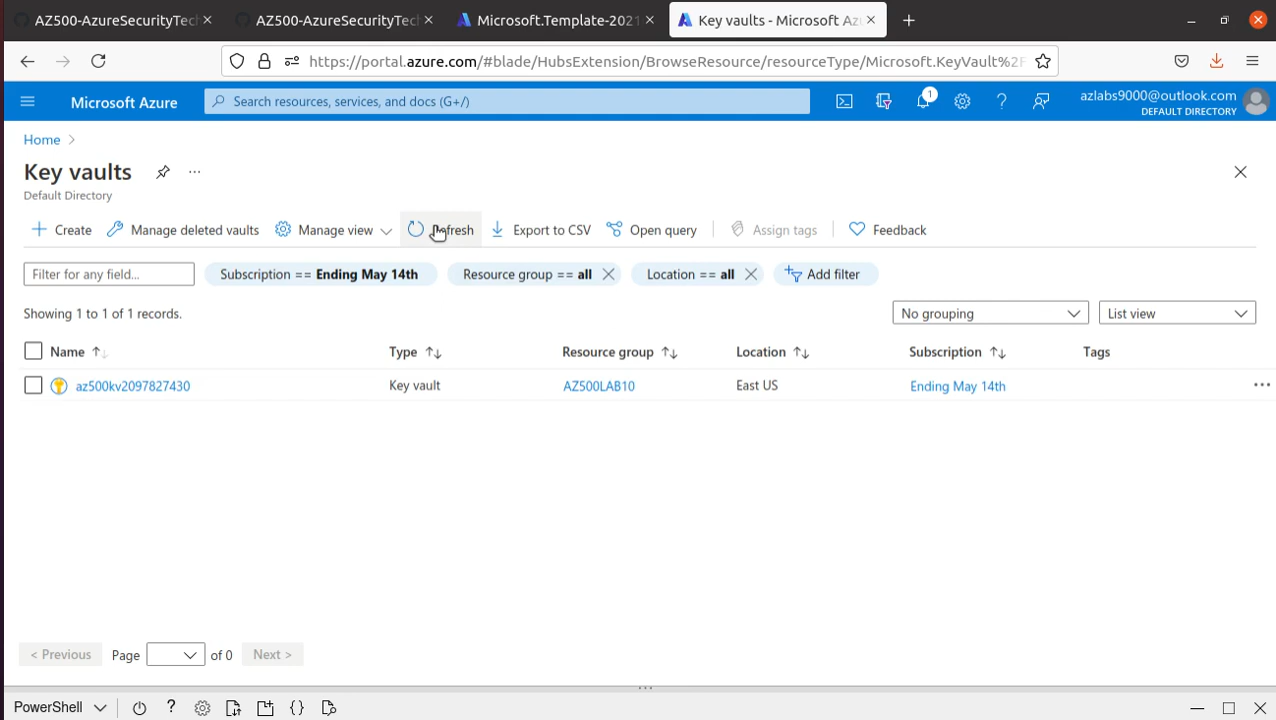 AZ500-AzureSecurityTech
AZ500-AzureSecurityTech
Microsoft.Template-2021
Key vaults - Microsoft Az
https://portal.azure.com/#blade/HubsExtension/BrowseResource/resourceType/Microsoft.KeyVault%2F
Microsoft Azure
Search resources, services, and docs (G+/)
1
azlabs9000@outlook.com
DEFAULT DIRECTORY
Home
Key vaults
Default Directory
Create
Manage deleted vaults
Manage view
Refresh
Export to CSV
Open query
Assign tags
Feedback
Filter for any field...
Subscription == Ending May 14th
Resource group == all
Location == all
Add filter
Showing 1 to 1 of 1 records.
No grouping
List view
Name
Type
Resource group
Location
Subscription
Tags
az500kv2097827430
Key vault
AZ500LAB10
East US
Ending May 14th
< Previous
Page
of 0
Next >
PowerShell